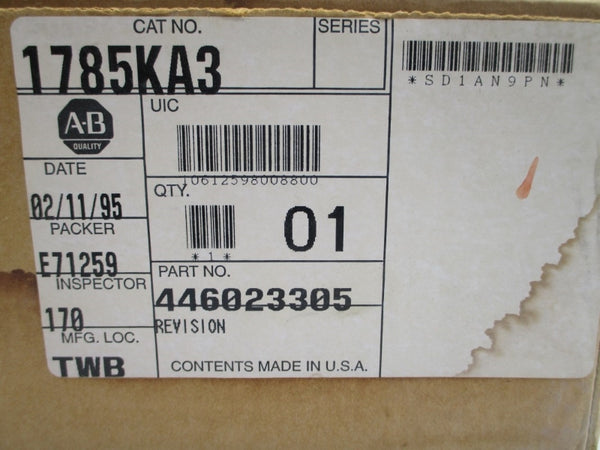 CAT NO.
SERIES
1785KA3
*SD1AN9PN*
A-B
QUALITY
UIC
10612598008800
DATE
02/11/95
QTY.
*1*
01
PACKER
E71259
INSPECTOR
170
PART NO.
446023305
REVISION
MFG. LOC.
TWB
CONTENTS MADE IN U.S.A.